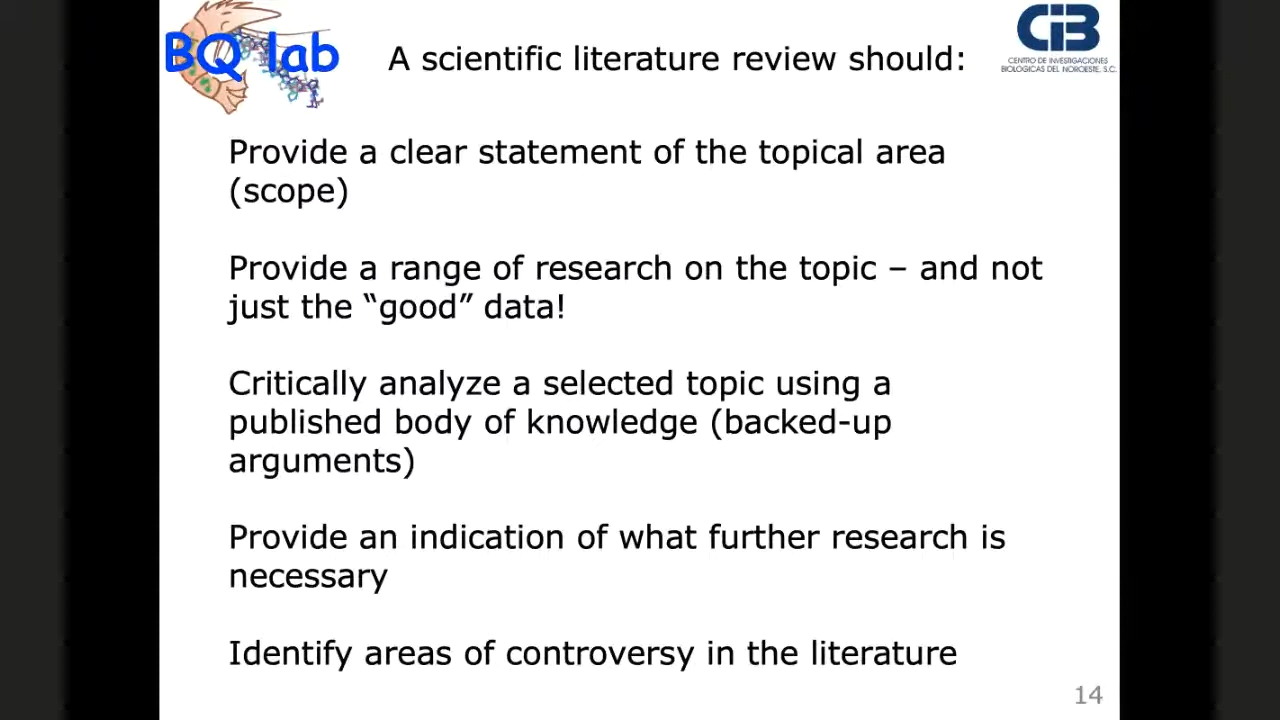 BQ lab
A scientific literature review should:
CIB
CENTRO DE INVESTIGACIONES
BIOLOGICAS DEL NOROESTE, S.C.
Provide a clear statement of the topical area
(scope)
Provide a range of research on the topic – and not
just the “good” data!
Critically analyze a selected topic using a
published body of knowledge (backed-up
arguments)
Provide an indication of what further research is
necessary
Identify areas of controversy in the literature
14